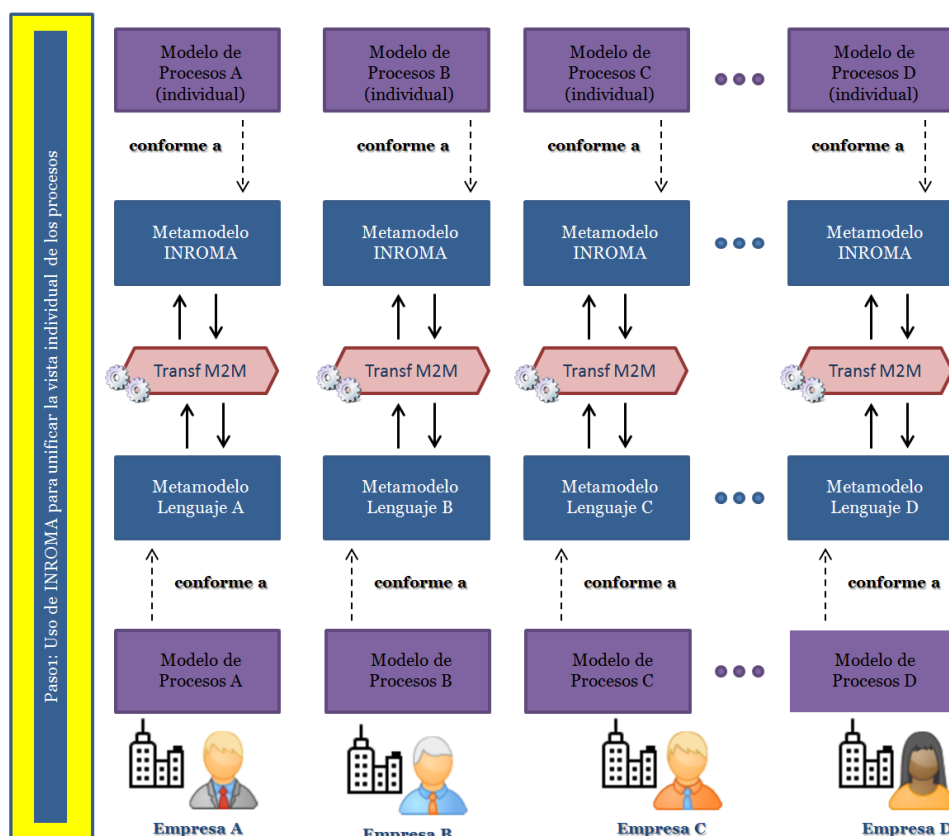 Paso1: Uso de INROMA para unificar la vista individual de los procesos
Modelo de
Procesos A
(individual)
Modelo de
Procesos B
(individual)
Modelo de
Procesos C
(individual)
Modelo de
Procesos D
(individual)
conforme a
conforme a
conforme a
conforme a
Metamodelo
INROMA
Metamodelo
INROMA
Metamodelo
INROMA
Metamodelo
INROMA
Transf M2M
Transf M2M
Transf M2M
Transf M2M
Metamodelo
Lenguaje A
Metamodelo
Lenguaje B
Metamodelo
Lenguaje C
Metamodelo
Lenguaje D
conforme a
conforme a
conforme a
conforme a
Modelo de
Procesos A
Modelo de
Procesos B
Modelo de
Procesos C
Modelo de
Procesos D
Empresa A
Empresa B
Empresa C
Empresa D